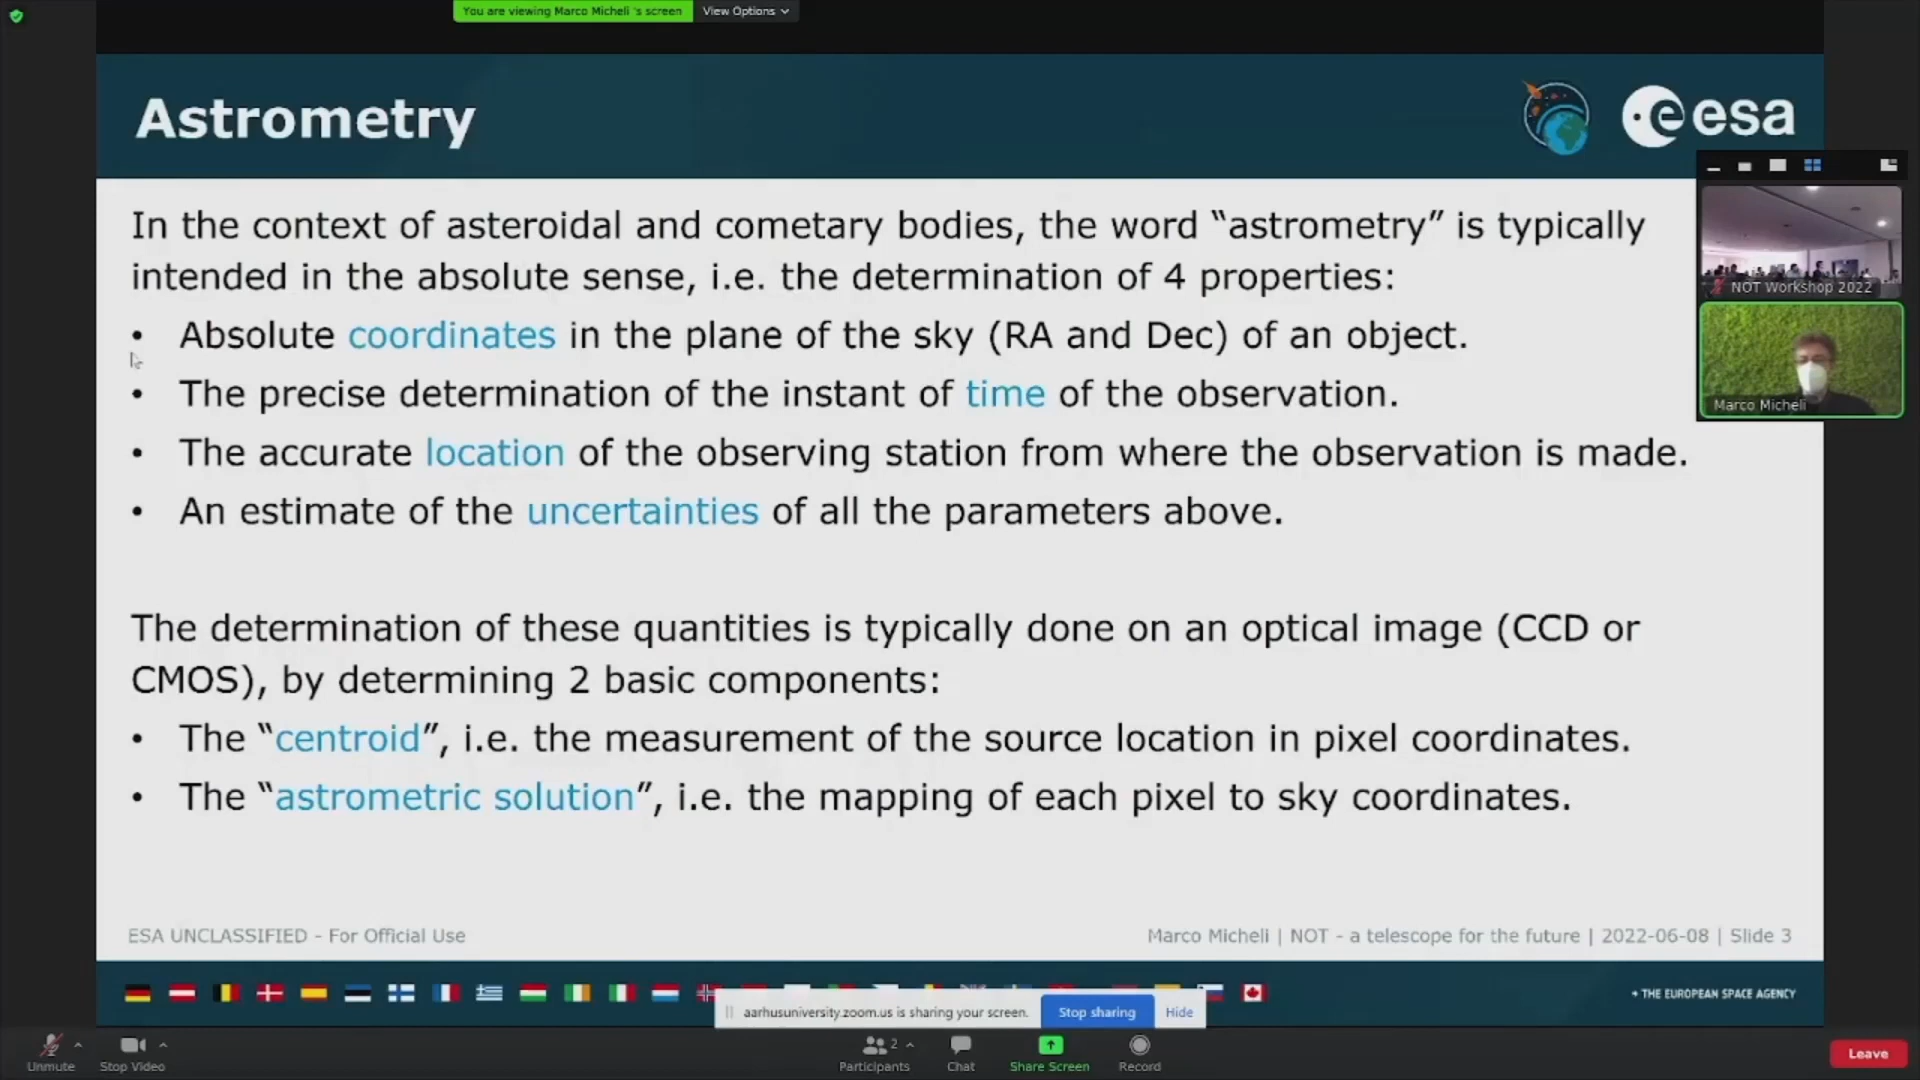 You are viewing Marco Micheli 's screen
View Options
Astrometry
esa
In the context of asteroidal and cometary bodies, the word “astrometry” is typically
intended in the absolute sense, i.e. the determination of 4 properties:
• Absolute coordinates in the plane of the sky (RA and Dec) of an object.
• The precise determination of the instant of time of the observation.
• The accurate location of the observing station from where the observation is made.
• An estimate of the uncertainties of all the parameters above.
The determination of these quantities is typically done on an optical image (CCD or
CMOS), by determining 2 basic components:
• The “centroid”, i.e. the measurement of the source location in pixel coordinates.
• The “astrometric solution”, i.e. the mapping of each pixel to sky coordinates.
NOT Workshop 2022
Marco Micheli
ESA UNCLASSIFIED - For Official Use
Marco Micheli | NOT - a telescope for the future | 2022-06-08 | Slide 3
→ THE EUROPEAN SPACE AGENCY
aarhusuniversity.zoom.us is sharing your screen.
Stop sharing
Hide
Unmute
Stop Video
2
Participants
Chat
Share Screen
Record
Leave